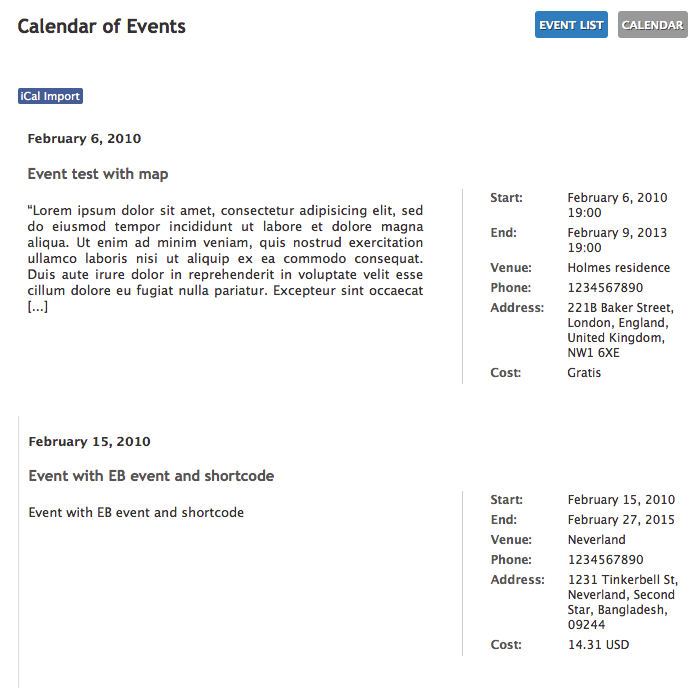 Calendar of Events
EVENT LIST
CALENDAR
iCal Import
February 6, 2010
Event test with map
"Lorem ipsum dolor sit amet, consectetur adipisicing elit, sed
do eiusmod tempor incididunt ut labore et dolore magna
aliqua. Ut enim ad minim veniam, quis nostrud exercitation
ullamco laboris nisi ut aliquip ex ea commodo consequat.
Duis aute irure dolor in reprehenderit in voluptate velit esse
cillum dolore eu fugiat nulla pariatur. Excepteur sint occaecat
[...]
Start: February 6, 2010
19:00
End: February 9, 2013
19:00
Venue: Holmes residence
Phone: 1234567890
Address: 221B Baker Street,
London, England,
United Kingdom,
NW1 6XE
Cost: Gratis
February 15, 2010
Event with EB event and shortcode
Event with EB event and shortcode
Start: February 15, 2010
End: February 27, 2015
Venue: Neverland
Phone: 1234567890
Address: 1231 Tinkerbell St,
Neverland, Second
Star, Bangladesh,
09244
Cost: 14.31 USD